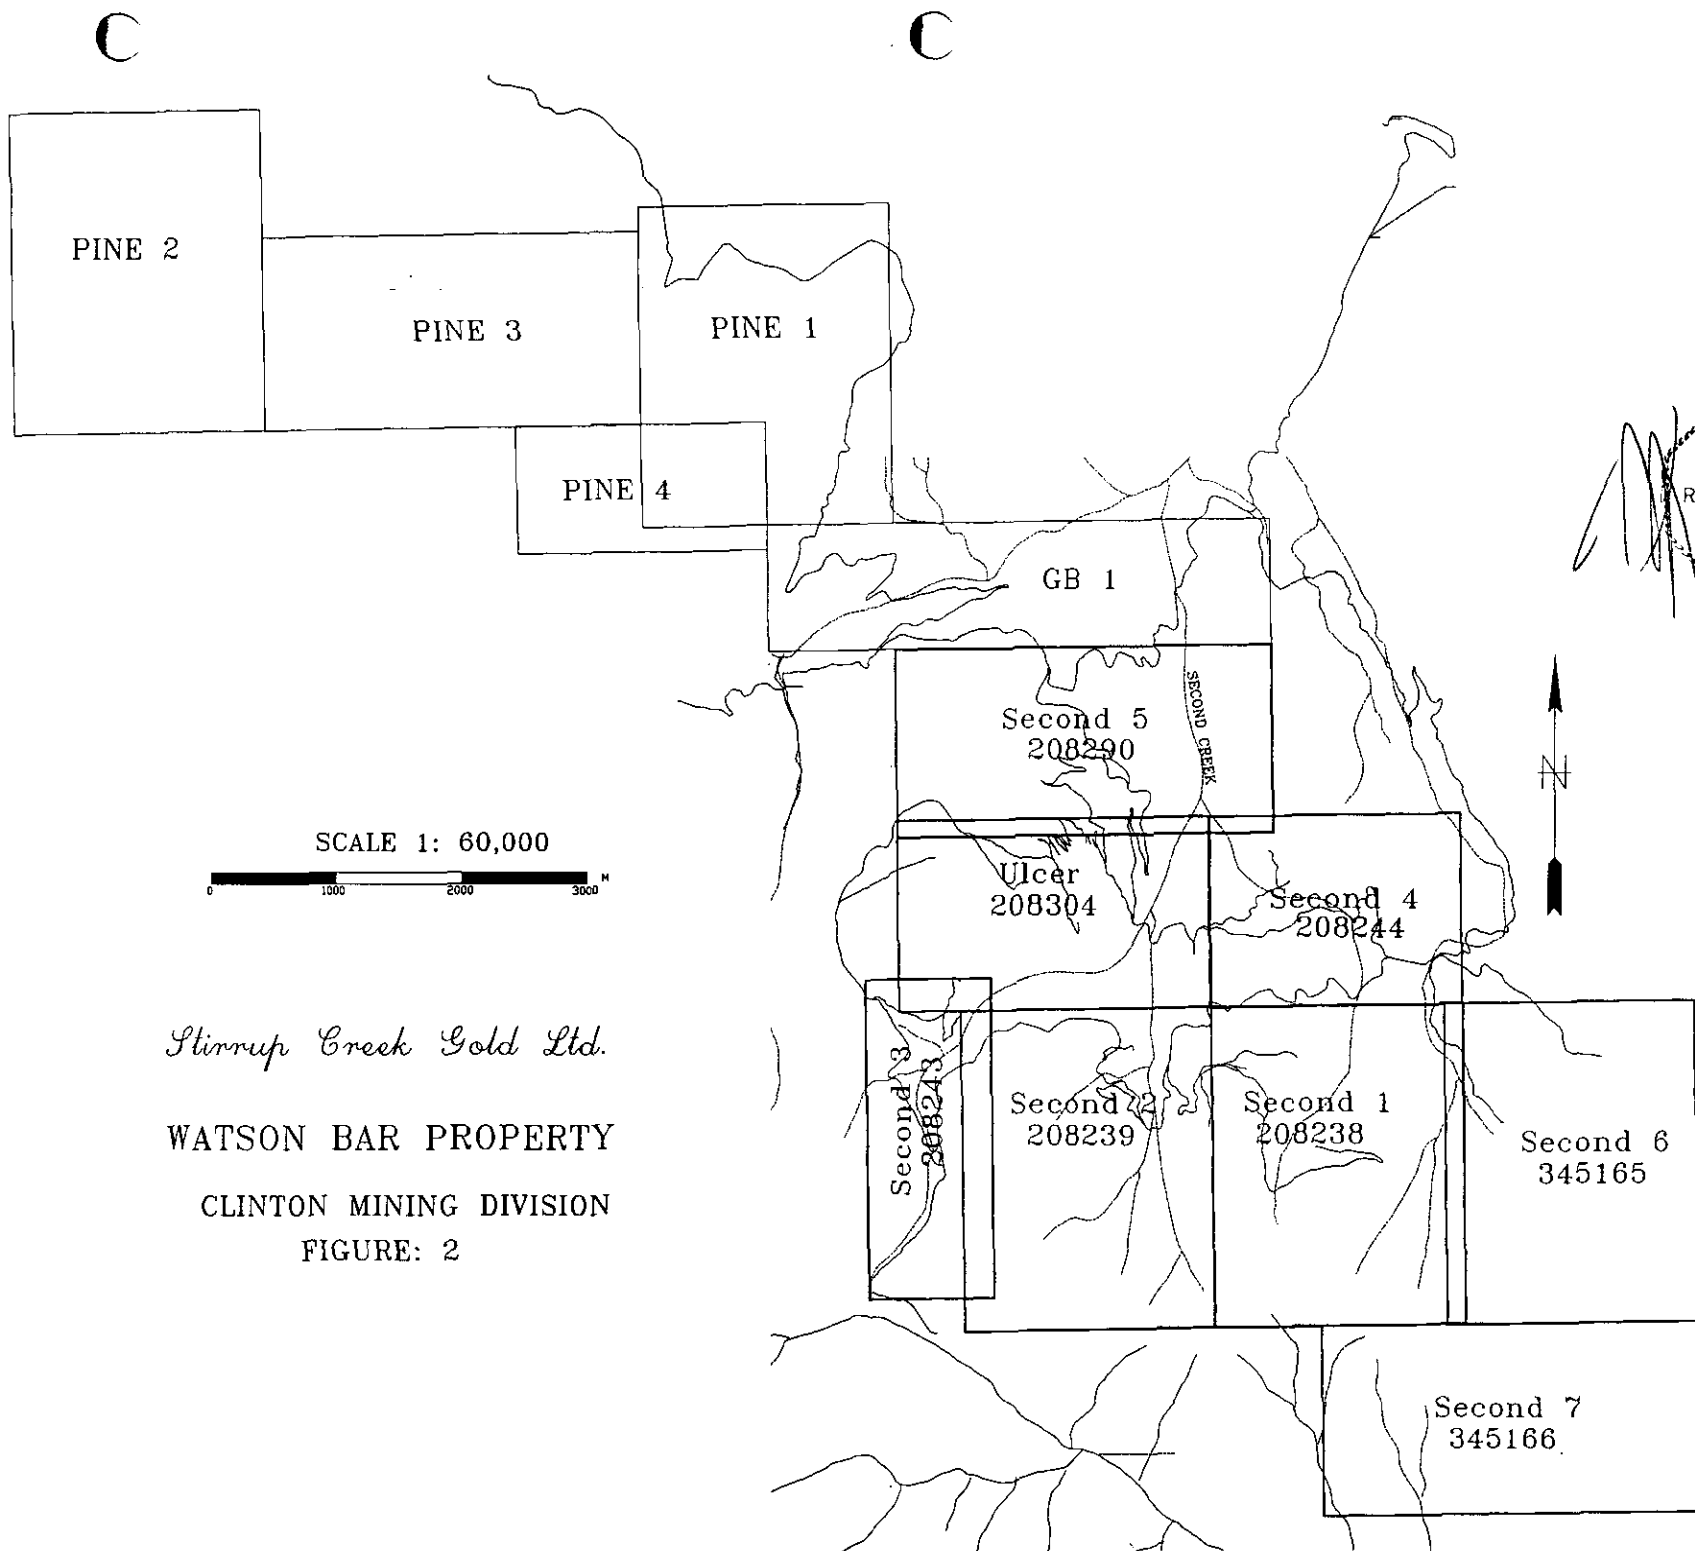 C C
PINE 2
PINE 3
PINE 1
PINE 4
R
GB 1
SECOND CREEK
Second 5
208290
N
SCALE 1: 60,000
0 1000 2000 3000 M
Ulcer
208304
Second 4
208244
Stirrup Creek Gold Ltd.
WATSON BAR PROPERTY
CLINTON MINING DIVISION
FIGURE: 2
Second 3
208243
Second 2
208239
Second 1
208238
Second 6
345165
Second 7
345166